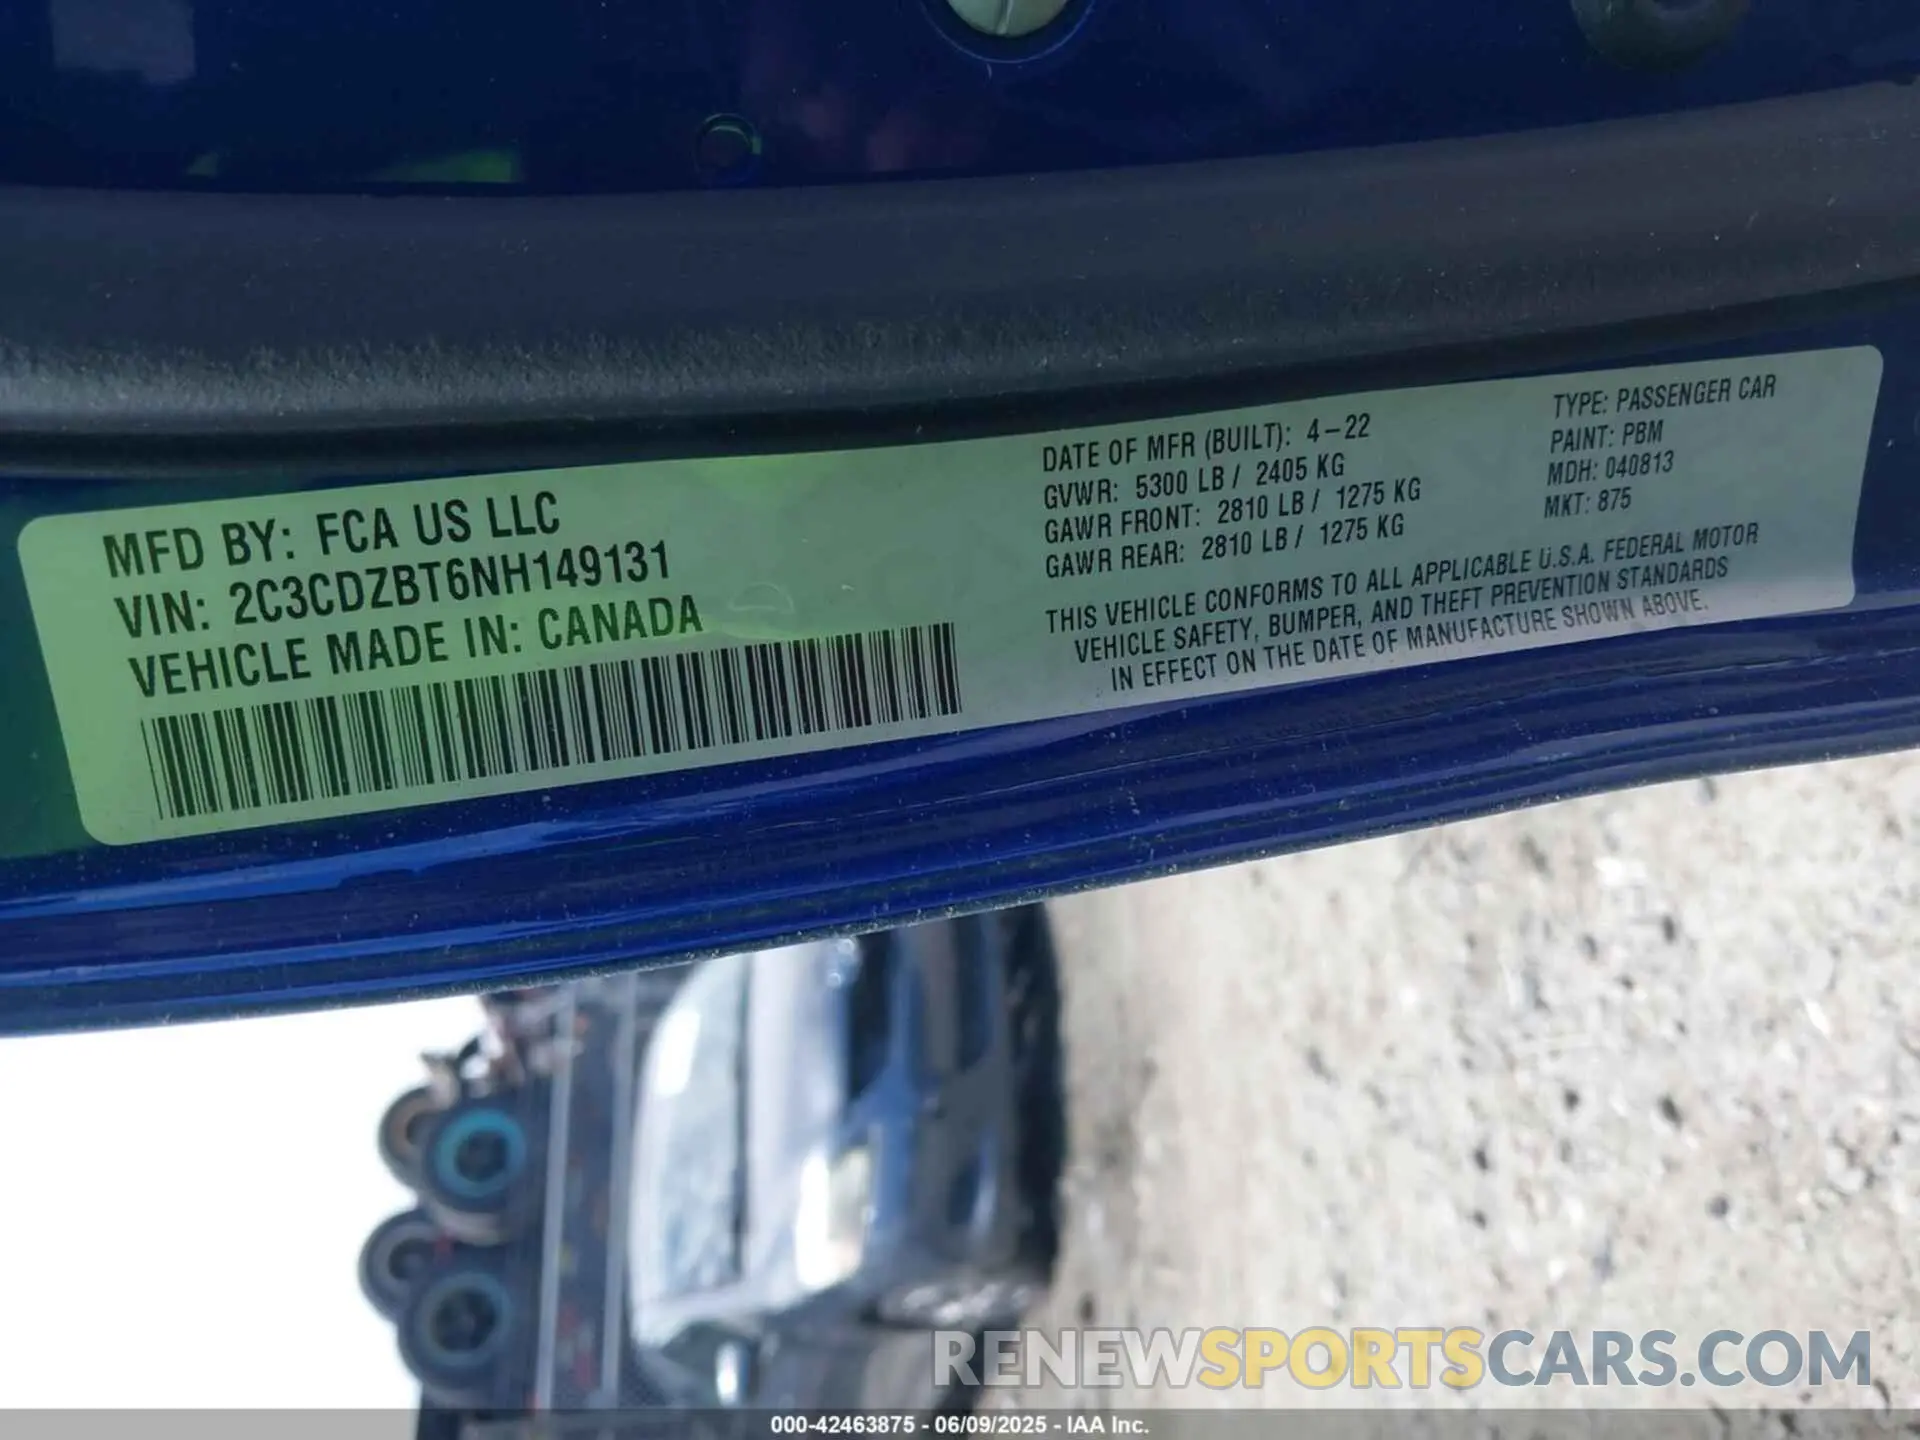 MFD BY: FCA US LLC
VIN: 2C3CDZBT6NH149131
VEHICLE MADE IN: CANADA
DATE OF MFR (BUILT): 4-22
GVWR: 5300 LB / 2405 KG
GAWR FRONT: 2810 LB / 1275 KG
GAWR REAR: 2810 LB / 1275 KG
TYPE: PASSENGER CAR
PAINT: PBM
MDH: 040813
MKT: 875
THIS VEHICLE CONFORMS TO ALL APPLICABLE U.S.A. FEDERAL MOTOR
VEHICLE SAFETY, BUMPER, AND THEFT PREVENTION STANDARDS
IN EFFECT ON THE DATE OF MANUFACTURE SHOWN ABOVE.
RENEWSPORTSCARS.COM
000-42463875 - 06/09/2025 - IAA Inc.